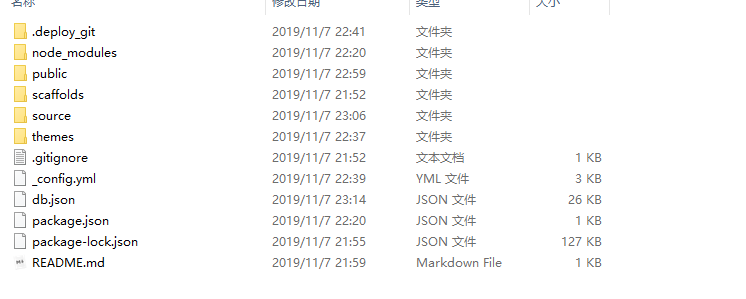 名称 修改日期 类型 大小
.deploy_git 2019/11/7 22:41 文件夹
node_modules 2019/11/7 22:20 文件夹
public 2019/11/7 22:59 文件夹
scaffolds 2019/11/7 21:52 文件夹
source 2019/11/7 23:06 文件夹
themes 2019/11/7 22:37 文件夹
.gitignore 2019/11/7 21:52 文本文档 1 KB
_config.yml 2019/11/7 22:39 YML 文件 3 KB
db.json 2019/11/7 23:14 JSON 文件 26 KB
package.json 2019/11/7 22:20 JSON 文件 1 KB
package-lock.json 2019/11/7 21:55 JSON 文件 127 KB
README.md 2019/11/7 21:59 Markdown File 1 KB